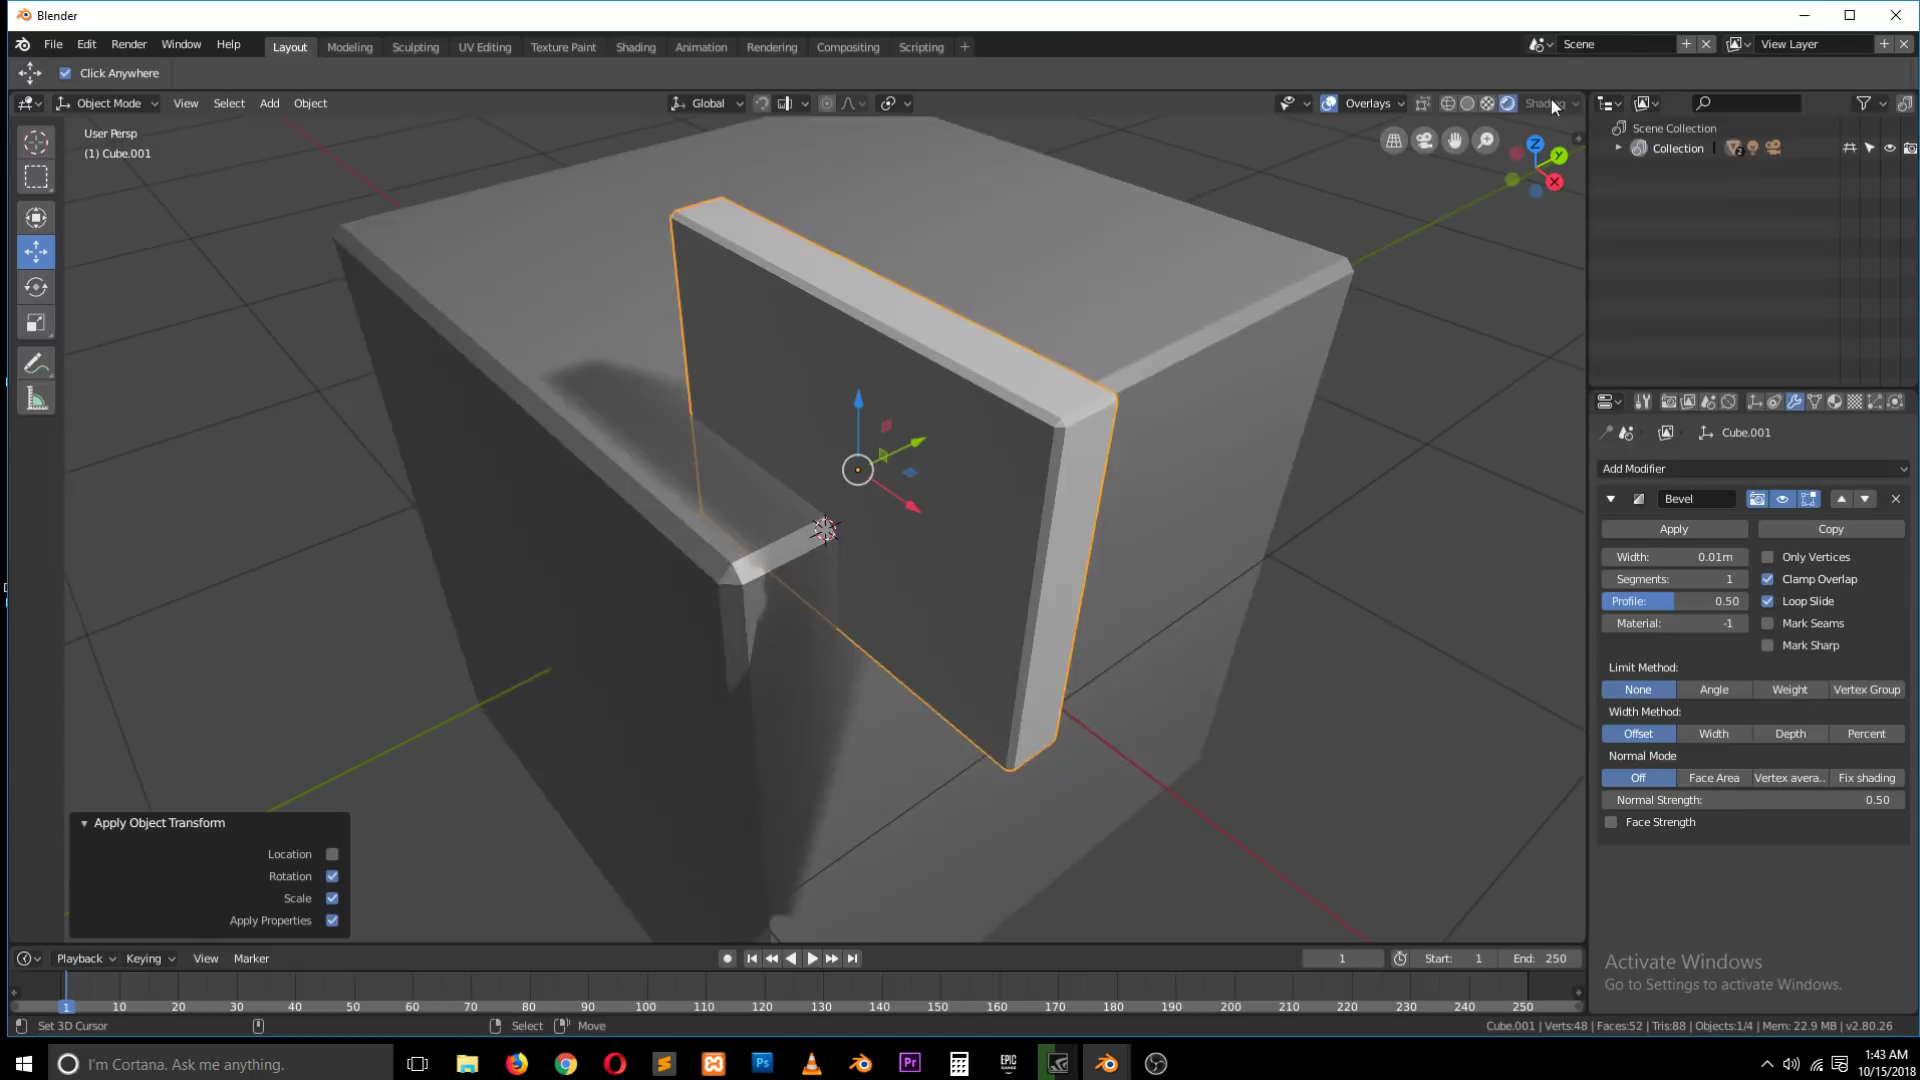 Blender
File Edit Render Window Help Layout Modeling Sculpting UV Editing Texture Paint Shading Animation Rendering Compositing Scripting + Scene View Layer
Click Anywhere
Object Mode View Select Add Object Global Overlays Shading
User Persp
(1) Cube.001
Z
Y
X
Scene Collection
Collection
2
Cube.001
Add Modifier
Bevel
Apply Copy
Width: 0.01m Only Vertices
Segments: 1 Clamp Overlap
Profile: 0.50 Loop Slide
Material: -1 Mark Seams
Mark Sharp
Limit Method:
None Angle Weight Vertex Group
Width Method:
Offset Width Depth Percent
Normal Mode
Off Face Area Vertex avera.. Fix shading
Normal Strength: 0.50
Face Strength
Apply Object Transform
Location
Rotation
Scale
Apply Properties
Playback Keying View Marker 1 Start: 1 End: 250
Activate Windows
Go to Settings to activate Windows.
1 10 20 30 40 50 60 70 80 90 100 110 120 130 140 150 160 170 180 190 200 210 220 230 240 250
Set 3D Cursor Select Move Cube.001 | Verts:48 | Faces:52 | Tris:88 | Objects:1/4 | Mem: 22.9 MB | v2.80.26
I'm Cortana. Ask me anything. Ps Pr EPIC GAMES 1:43 AM
10/15/2018